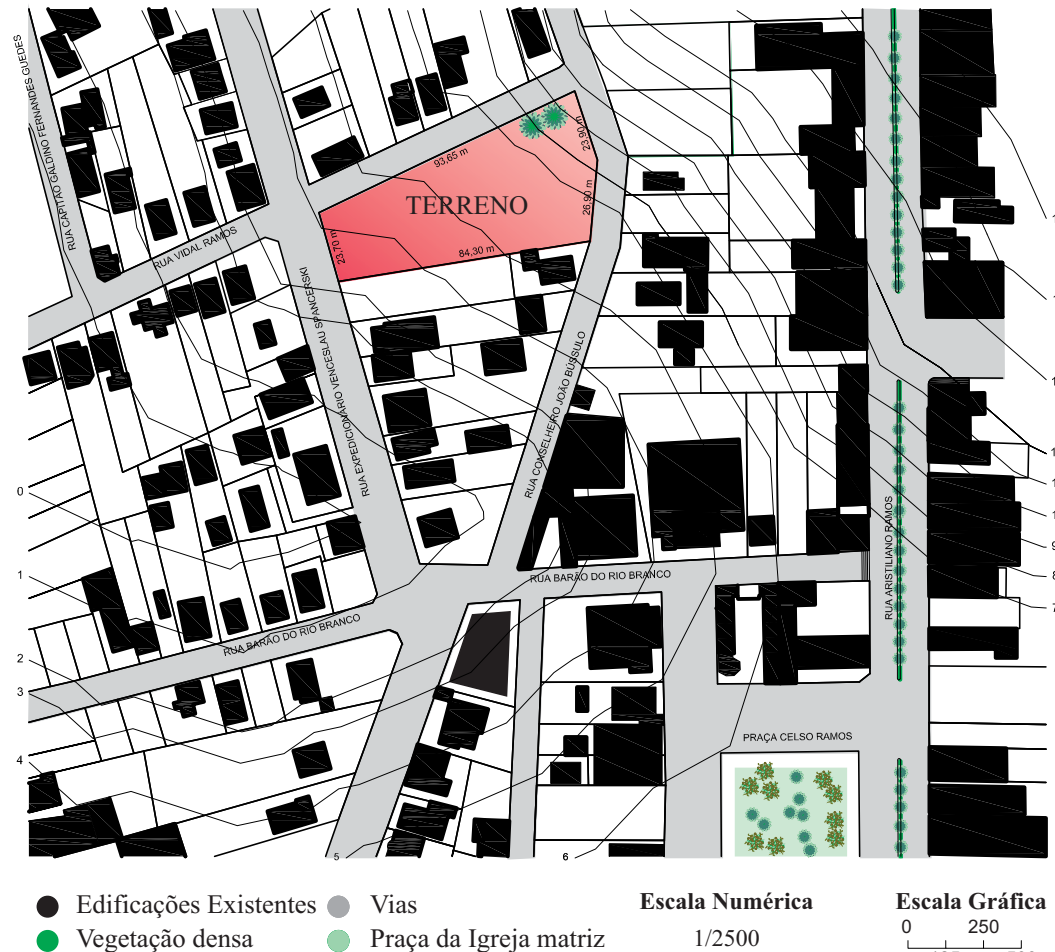 RUA CAPITÃO GALDINO FERNANDES GUEDES
93,65 m
23,90 m
TERRENO
26,90 m
23,70 m
84,30 m
RUA VIDAL RAMOS
RUA EXPEDICIONÁRIO VENCESLAU SPANCERSKI
RUA CONSELHEIRO JOÃO BÚSSULO
RUA ARISTILIANO RAMOS
0
9
8
7
1
RUA BARÃO DO RIO BRANCO
RUA BARÃO DO RIO BRANCO
2
3
4
PRAÇA CELSO RAMOS
5
6
Edificações Existentes
Vias
Escala Numérica
Escala Gráfica
Vegetação densa
Praça da Igreja matriz
1/2500
0 250